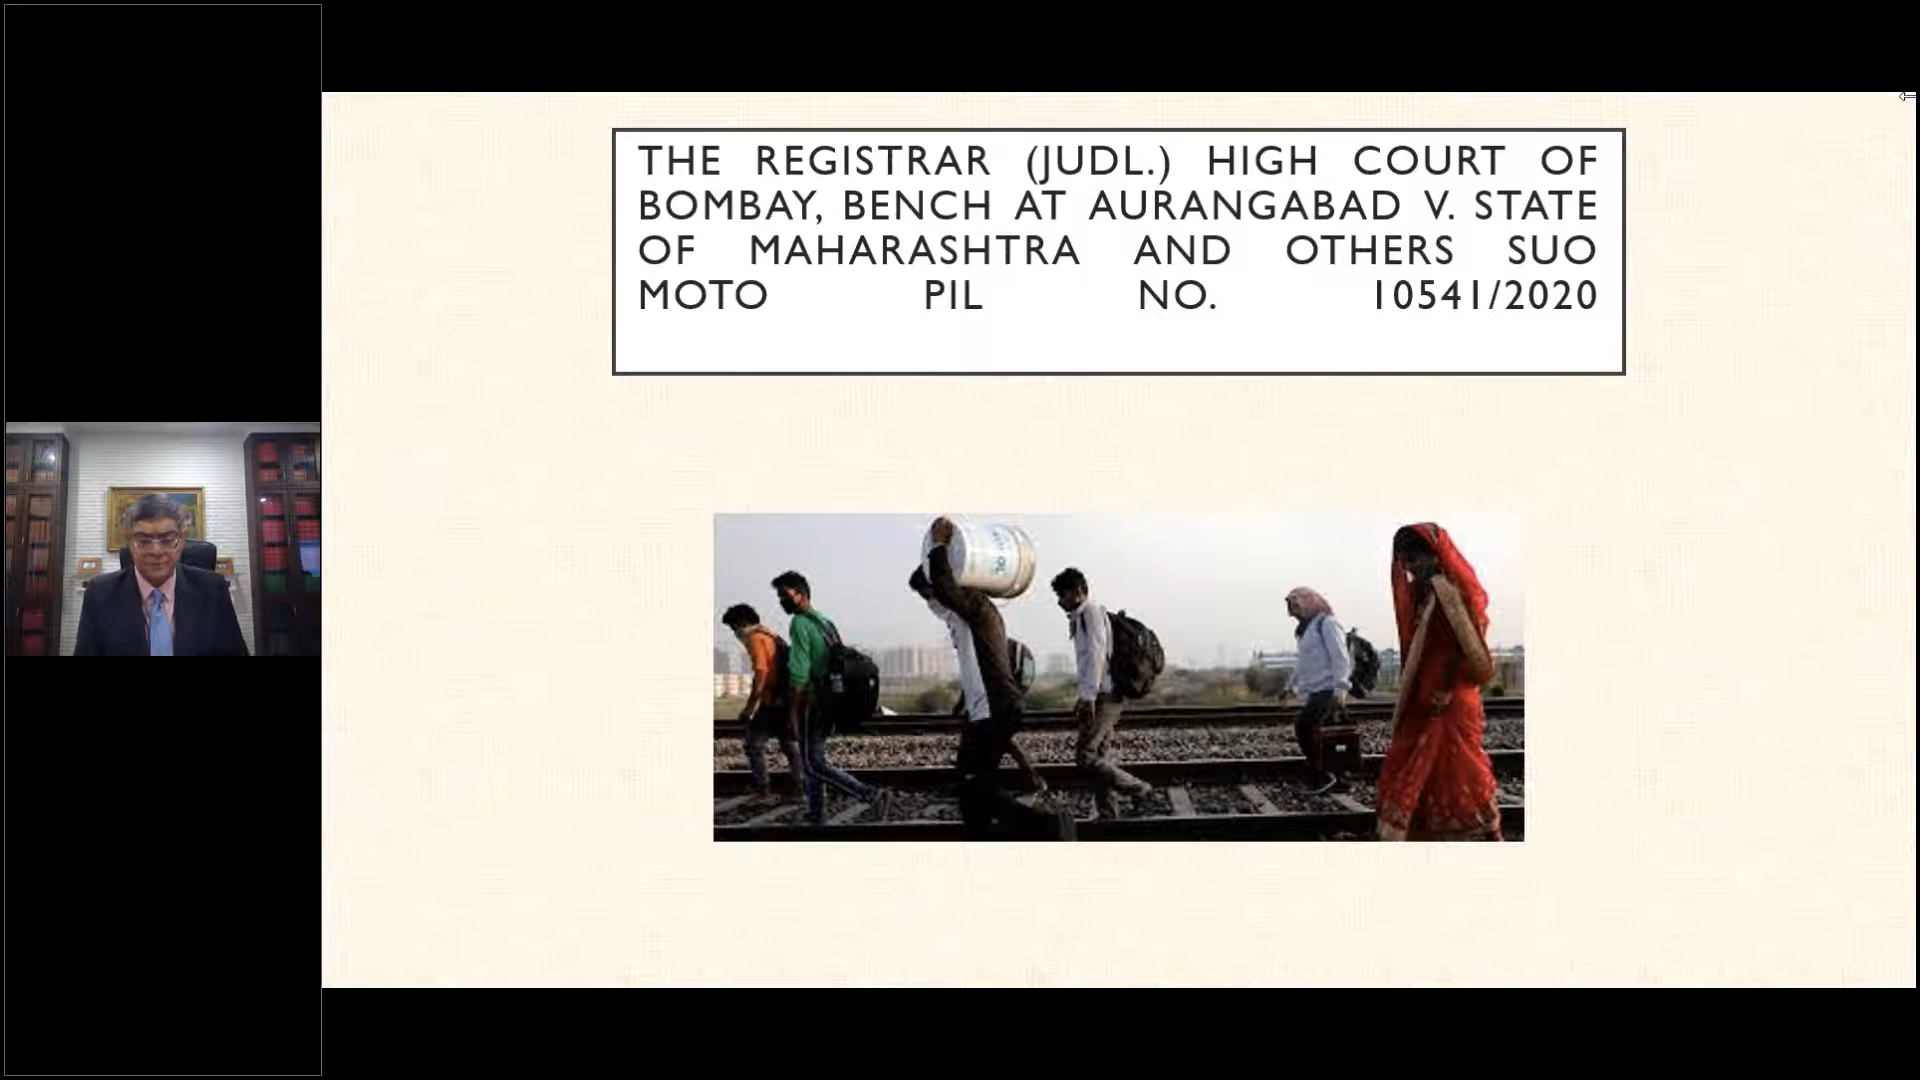 THE REGISTRAR (JUDL.) HIGH COURT OF
BOMBAY, BENCH AT AURANGABAD V. STATE
OF MAHARASHTRA AND OTHERS SUO
MOTO PIL NO. 10541/2020